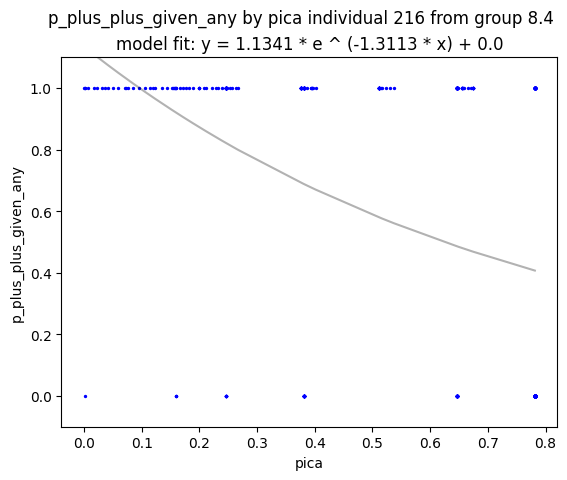 p_plus_plus_given_any by pica individual 216 from group 8.4
model fit: y = 1.1341 * e ^ (-1.3113 * x) + 0.0
p_plus_plus_given_any
1.0
0.8
0.6
0.4
0.2
0.0
0.0 0.1 0.2 0.3 0.4 0.5 0.6 0.7 0.8
pica